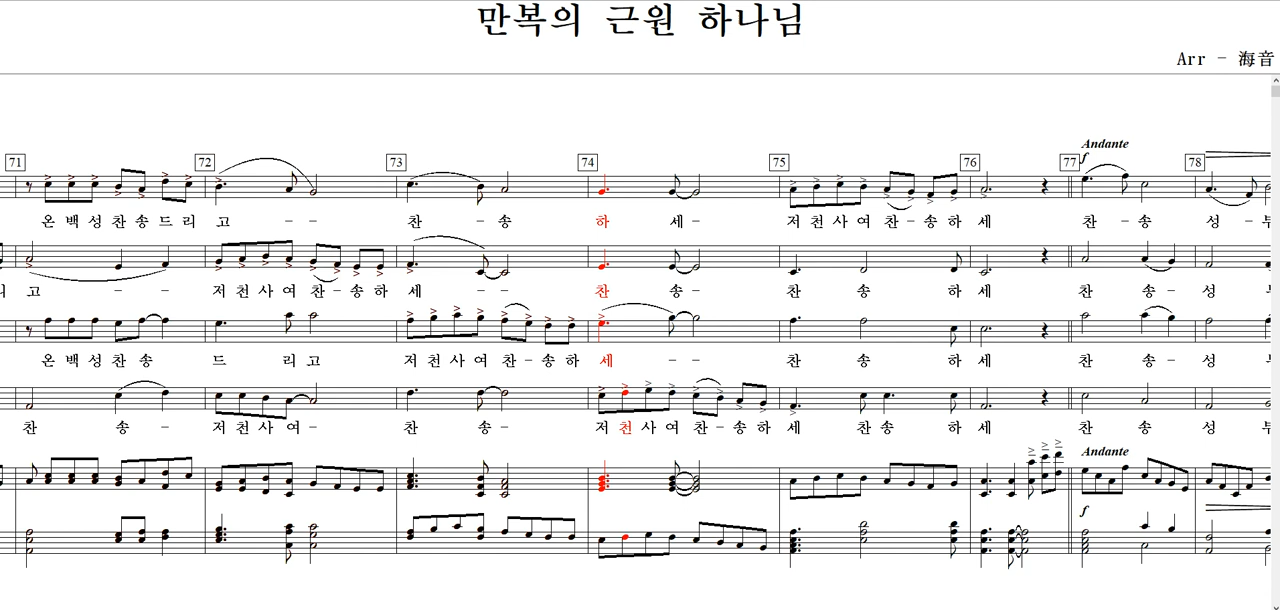 만복의 근원 하나님
Arr - 海音
71 72 73 74 75 76 77 78
Andante
f
온 백 성 찬 송 드 리 고 - - 찬 - 송 하 세 - 저 천 사 여 찬 - 송 하 세 찬 - 송 성 - 부
리 고 - - 저 천 사 여 찬 - 송 하 세 - - 찬 송 - 찬 송 하 세 찬 송 - 성
온 백 성 찬 송 드 리 고 저 천 사 여 찬 - 송 하 세 - - 찬 송 하 세 찬 송 - 성
찬 송 - 저 천 사 여 - 찬 송 - 저 천 사 여 찬 - 송 하 세 찬 송 하 세 찬 송 성 부
Andante
f